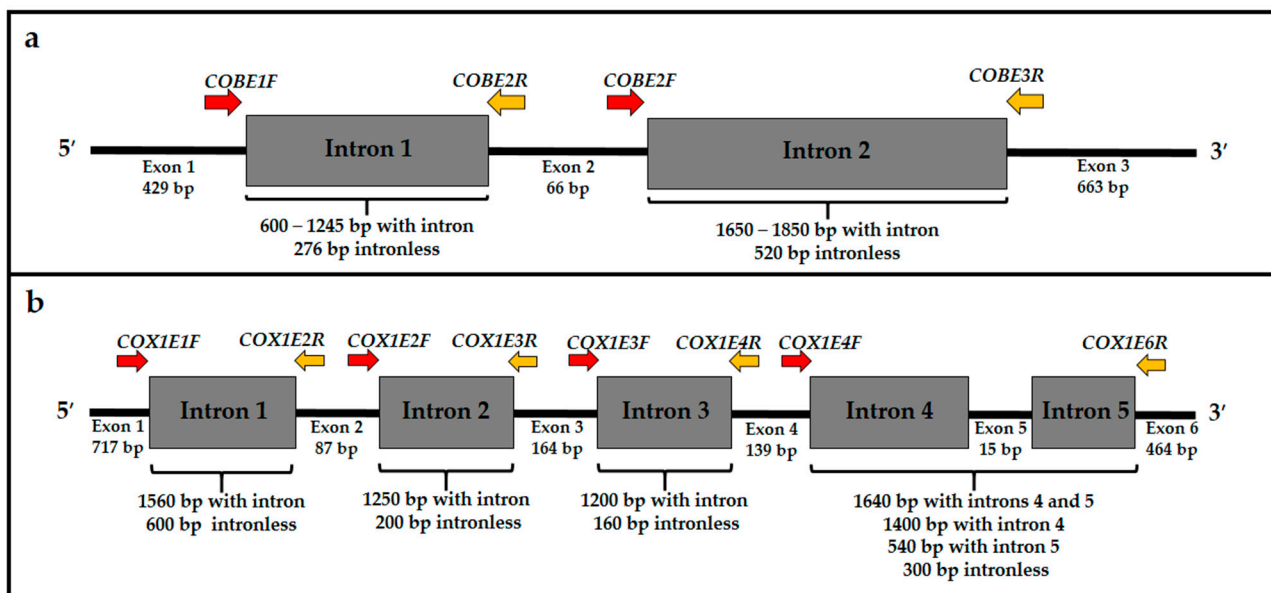 a
COBE1F COBE2R COBE2F COBE3R
5′ Intron 1 Intron 2 3′
Exon 1 Exon 2 Exon 3
429 bp 66 bp 663 bp
600 – 1245 bp with intron 1650 – 1850 bp with intron
276 bp intronless 520 bp intronless
b
COX1E1F COX1E2R COX1E2F COX1E3R COX1E3F COX1E4R COX1E4F COX1E6R
5′ Intron 1 Intron 2 Intron 3 Intron 4 Intron 5 3′
Exon 1 Exon 2 Exon 3 Exon 4 Exon 5 Exon 6
717 bp 87 bp 164 bp 139 bp 15 bp 464 bp
1560 bp with intron 1250 bp with intron 1200 bp with intron 1640 bp with introns 4 and 5
600 bp intronless 200 bp intronless 160 bp intronless 1400 bp with intron 4
540 bp with intron 5
300 bp intronless